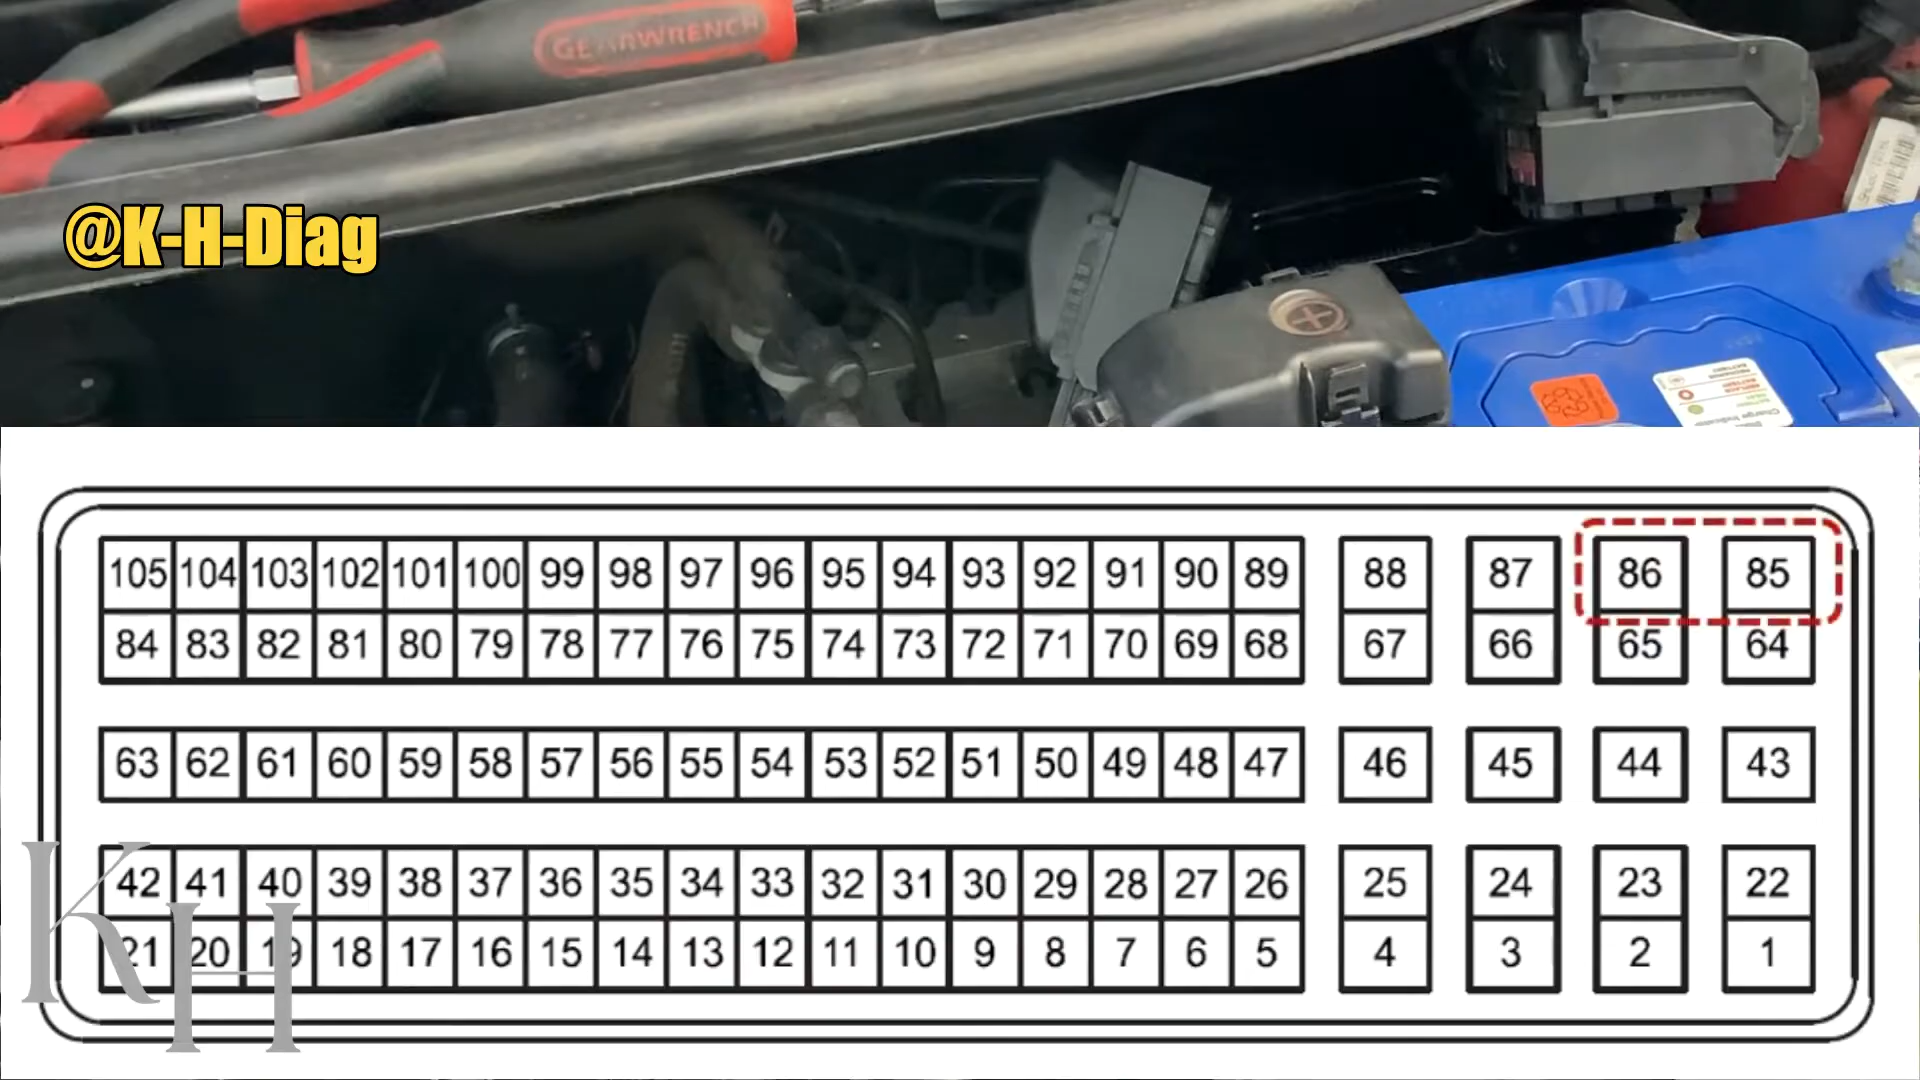 GEARWRENCH
@K-H-Diag
105 104 103 102 101 100 99 98 97 96 95 94 93 92 91 90 89 88 87 86 85
84 83 82 81 80 79 78 77 76 75 74 73 72 71 70 69 68 67 66 65 64
63 62 61 60 59 58 57 56 55 54 53 52 51 50 49 48 47 46 45 44 43
42 41 40 39 38 37 36 35 34 33 32 31 30 29 28 27 26 25 24 23 22
21 20 19 18 17 16 15 14 13 12 11 10 9 8 7 6 5 4 3 2 1
KH